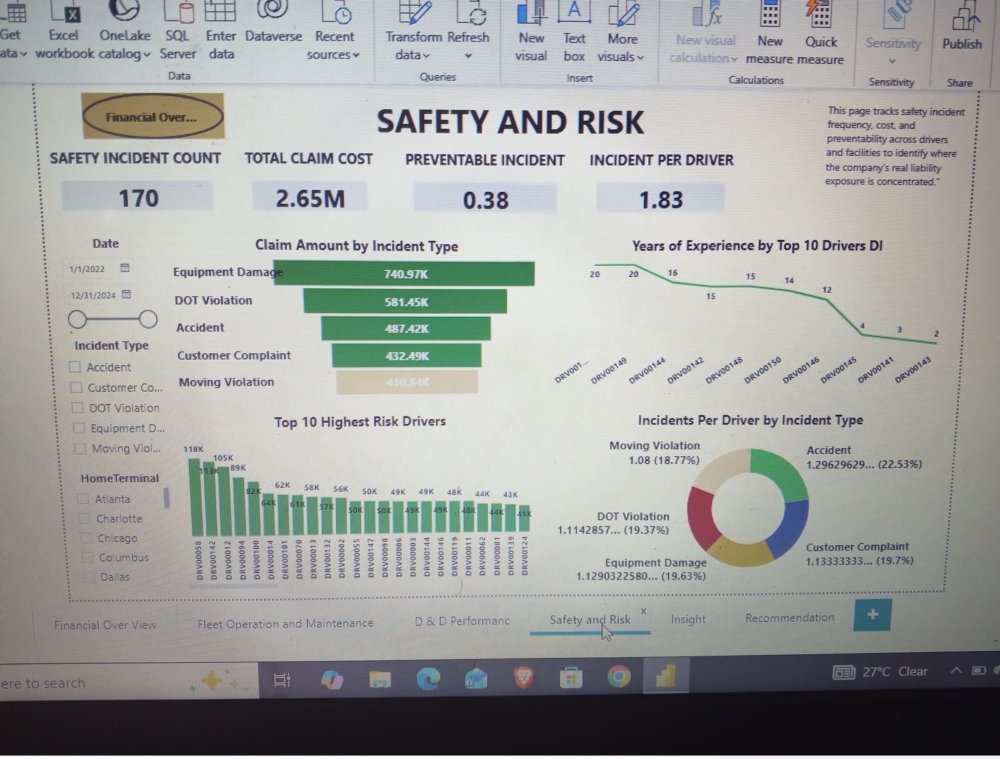 Get
ata
Excel
workbook
OneLake
catalog
SQL
Server
Enter
data
Dataverse
Recent
sources
Transform
data
Refresh
New
visual
Text
box
More
visuals
New visual
calculation
New
measure
Quick
measure
Sensitivity
Publish
Data
Queries
Insert
Calculations
Sensitivity
Share
Financial Over...
SAFETY AND RISK
This page tracks safety incident
frequency, cost, and
preventability across drivers
and facilities to identify where
the company's real liability
exposure is concentrated."
SAFETY INCIDENT COUNT
170
TOTAL CLAIM COST
2.65M
PREVENTABLE INCIDENT
0.38
INCIDENT PER DRIVER
1.83
Date
1/1/2022
12/31/2024
Incident Type
Accident
Customer Co...
DOT Violation
Equipment D...
Moving Viol...
HomeTerminal
Atlanta
Charlotte
Chicago
Columbus
Dallas
Claim Amount by Incident Type
Equipment Damage 740.97K
DOT Violation 581.45K
Accident 487.42K
Customer Complaint 432.49K
Moving Violation 410.84K
Years of Experience by Top 10 Drivers DI
20 20 16 15 15 14 12 4 3 2
DRV001... DRV00149 DRV00144 DRV00142 DRV00148 DRV00150 DRV00146 DRV00145 DRV00141 DRV00143
Top 10 Highest Risk Drivers
118K 113K 105K 89K 82K 64K 62K 61K 58K 57K 56K 50K 50K 50K 49K 49K 49K 49K 48K 48K 44K 44K 43K 41K
DRV00058 DRV00142 DRV00012 DRV00094 DRV00100 DRV00014 DRV00101 DRV00070 DRV00013 DRV00132 DRV00002 DRV00055 DRV00147 DRV00098 DRV00006 DRV00003 DRV00144 DRV00146 DRV00119 DRV00011 DRV00062 DRV00081 DRV00139 DRV00124
Incidents Per Driver by Incident Type
Moving Violation
1.08 (18.77%)
Accident
1.29629629... (22.53%)
DOT Violation
1.1142857... (19.37%)
Customer Complaint
1.13333333... (19.7%)
Equipment Damage
1.1290322580... (19.63%)
Financial Over View
Fleet Operation and Maintenance
D & D Performanc
Safety and Risk
x
Insight
Recommendation
+
ere to search
27°C Clear